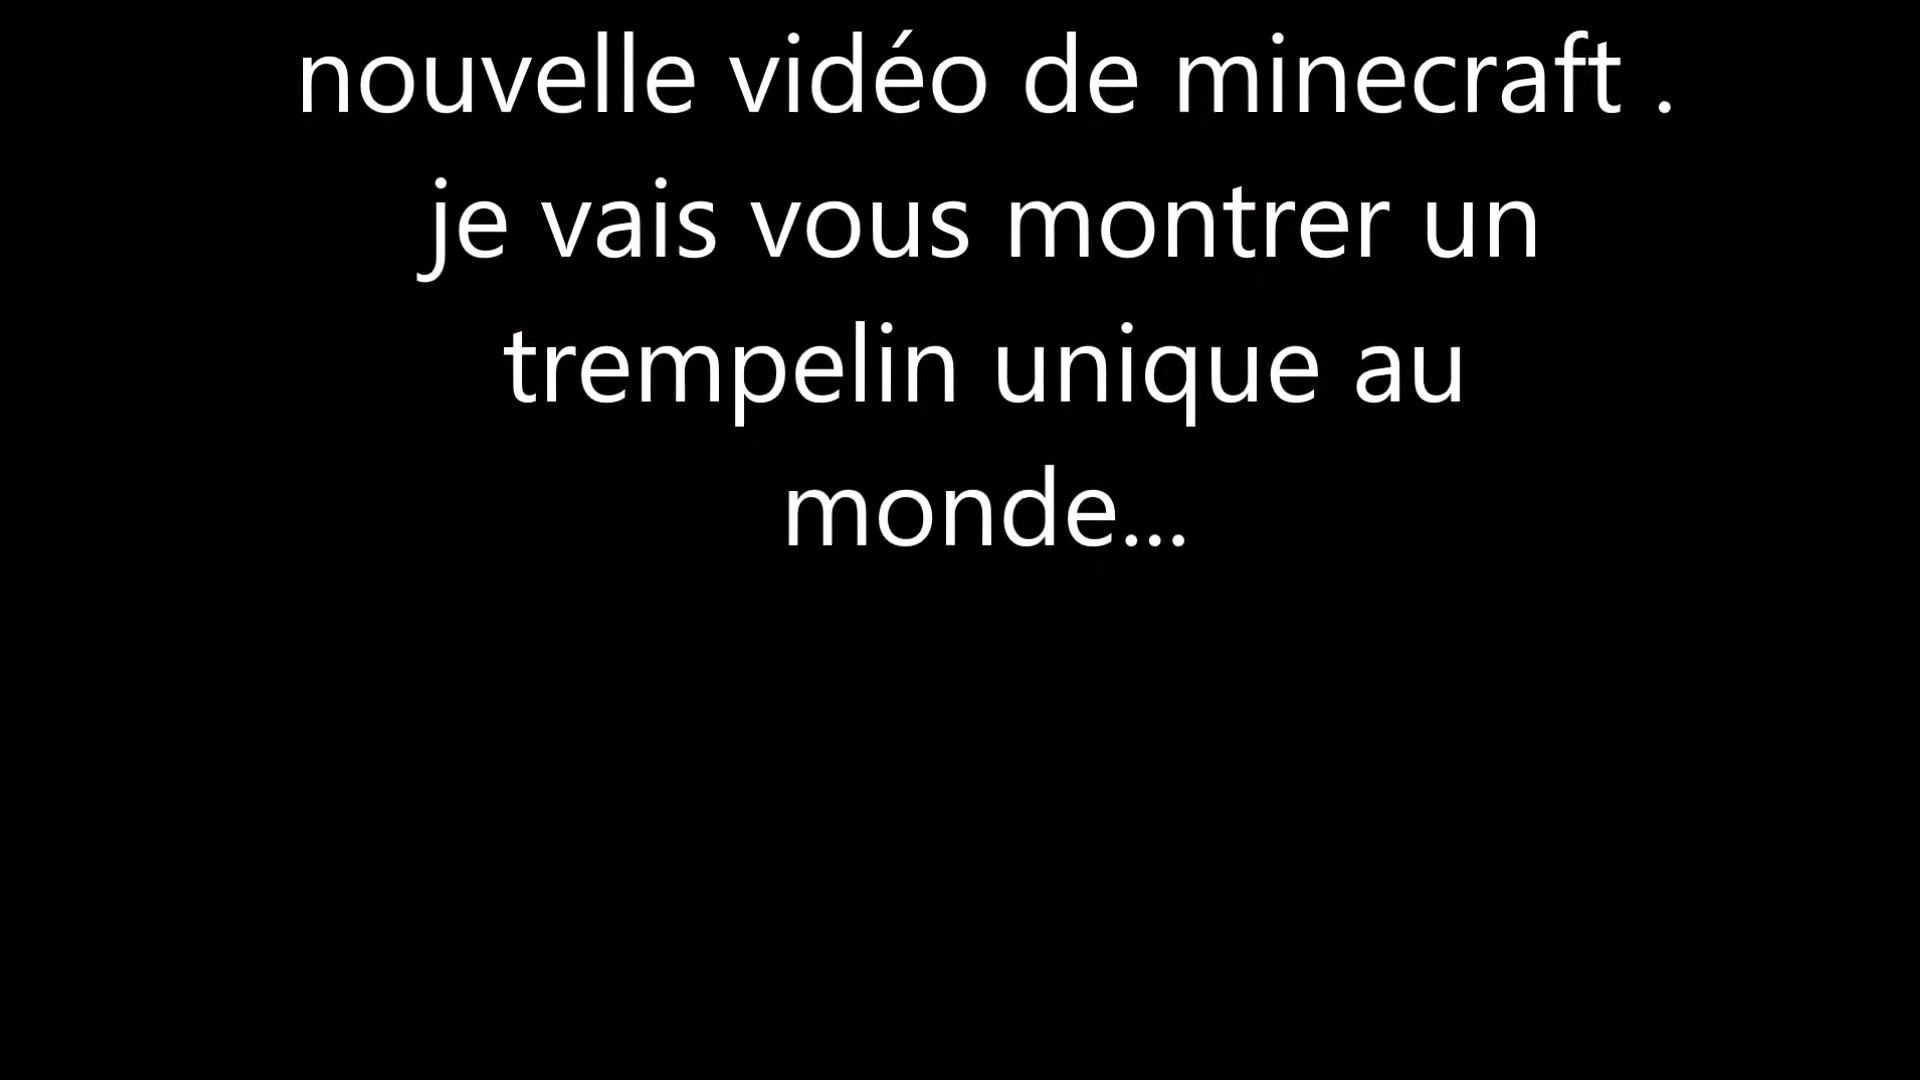 nouvelle vidéo de minecraft .
je vais vous montrer un
trempelin unique au
monde...